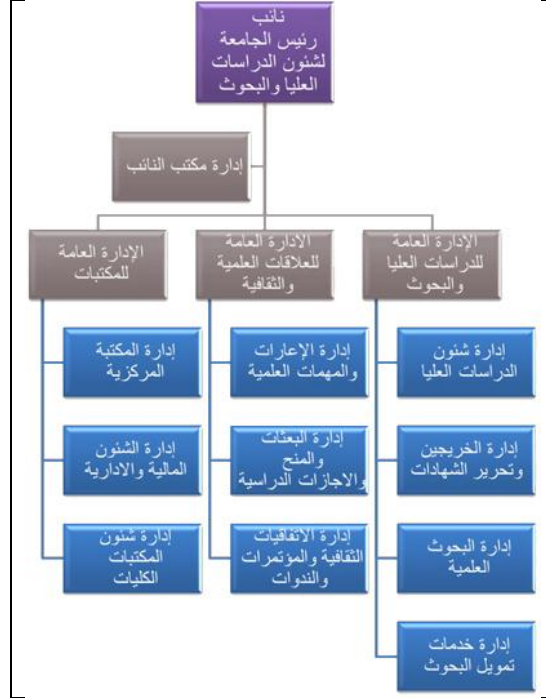 نائب
رئيس الجامعة
لشئون الدراسات
العليا والبحوث
إدارة مكتب النائب
الإدارة العامة
للدراسات العليا
والبحوث
الادارة العامة
للعلاقات العلمية
والثقافية
الإدارة العامة
للمكتبات
إدارة شئون
الدراسات العليا
إدارة الخريجين
وتحرير الشهادات
إدارة البحوث
العلمية
إدارة خدمات
تمويل البحوث
إدارة الإعارات
والمهمات العلمية
إدارة البعثات
والمنح
والاجازات الدراسية
إدارة الاتفاقيات
الثقافية والمؤتمرات
والندوات
إدارة المكتبة
المركزية
إدارة الشئون
المالية والادارية
إدارة شئون
المكتبات
الكليات